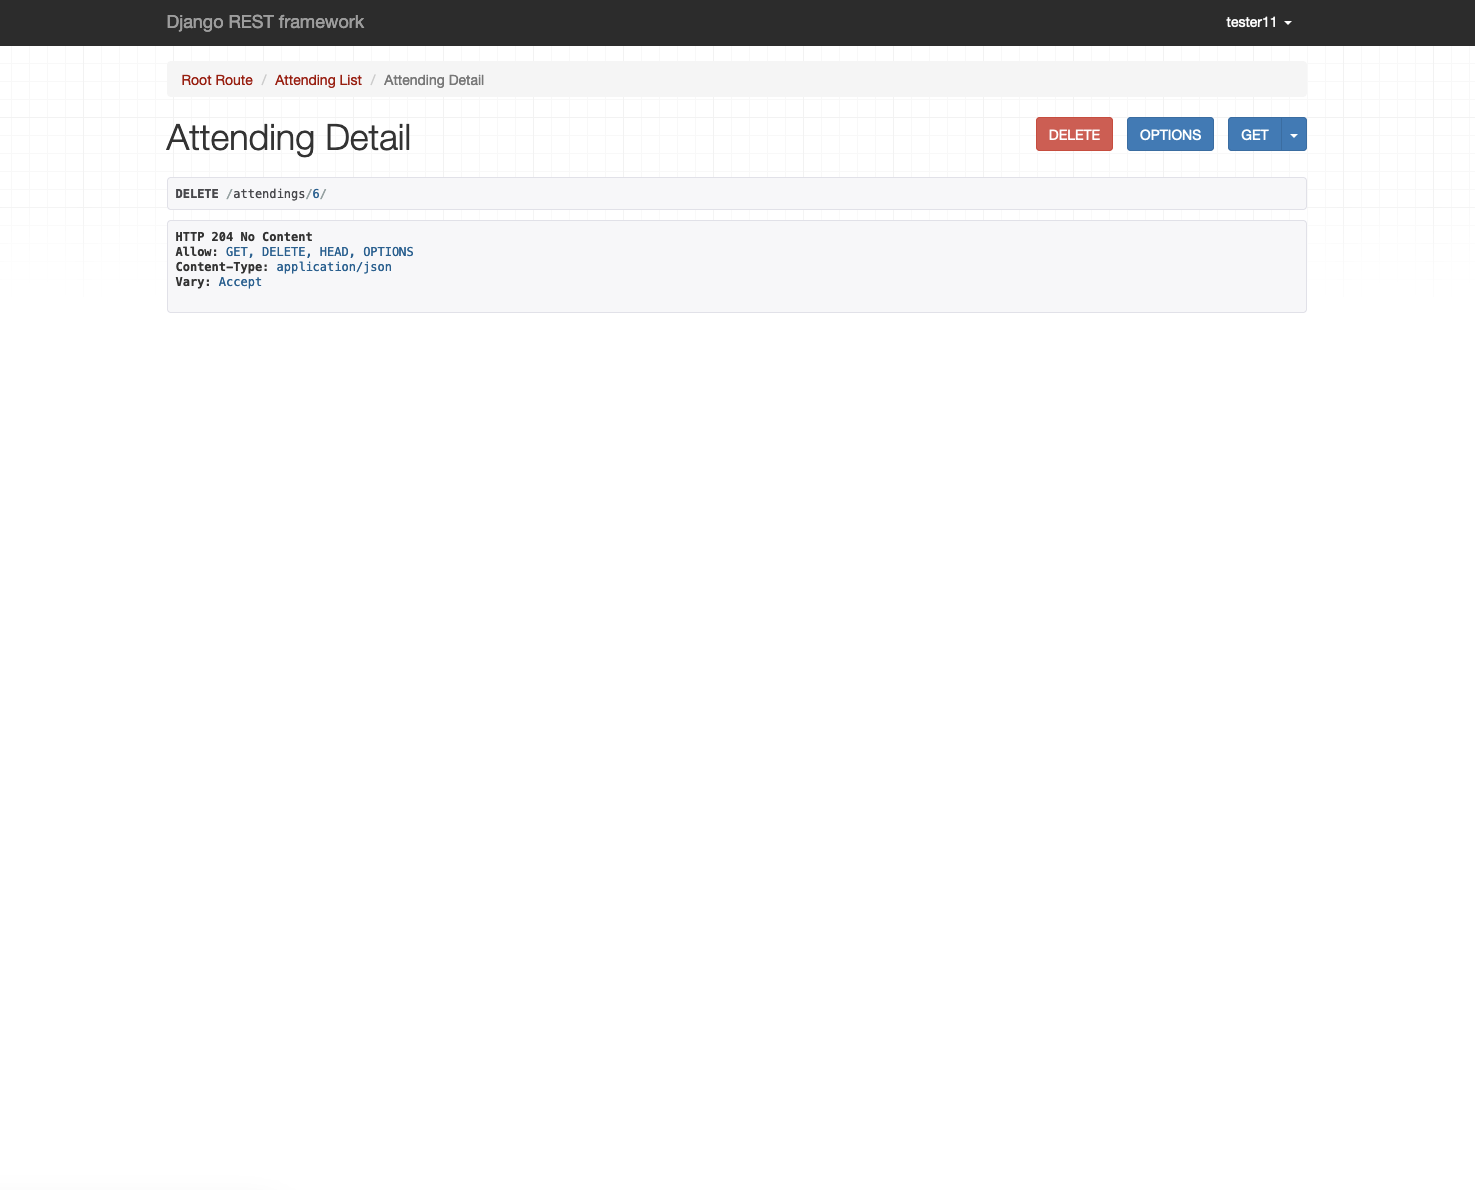 Django REST framework
tester11
Root Route / Attending List / Attending Detail
Attending Detail
DELETE
OPTIONS
GET
DELETE /attendings/6/
HTTP 204 No Content
Allow: GET, DELETE, HEAD, OPTIONS
Content-Type: application/json
Vary: Accept